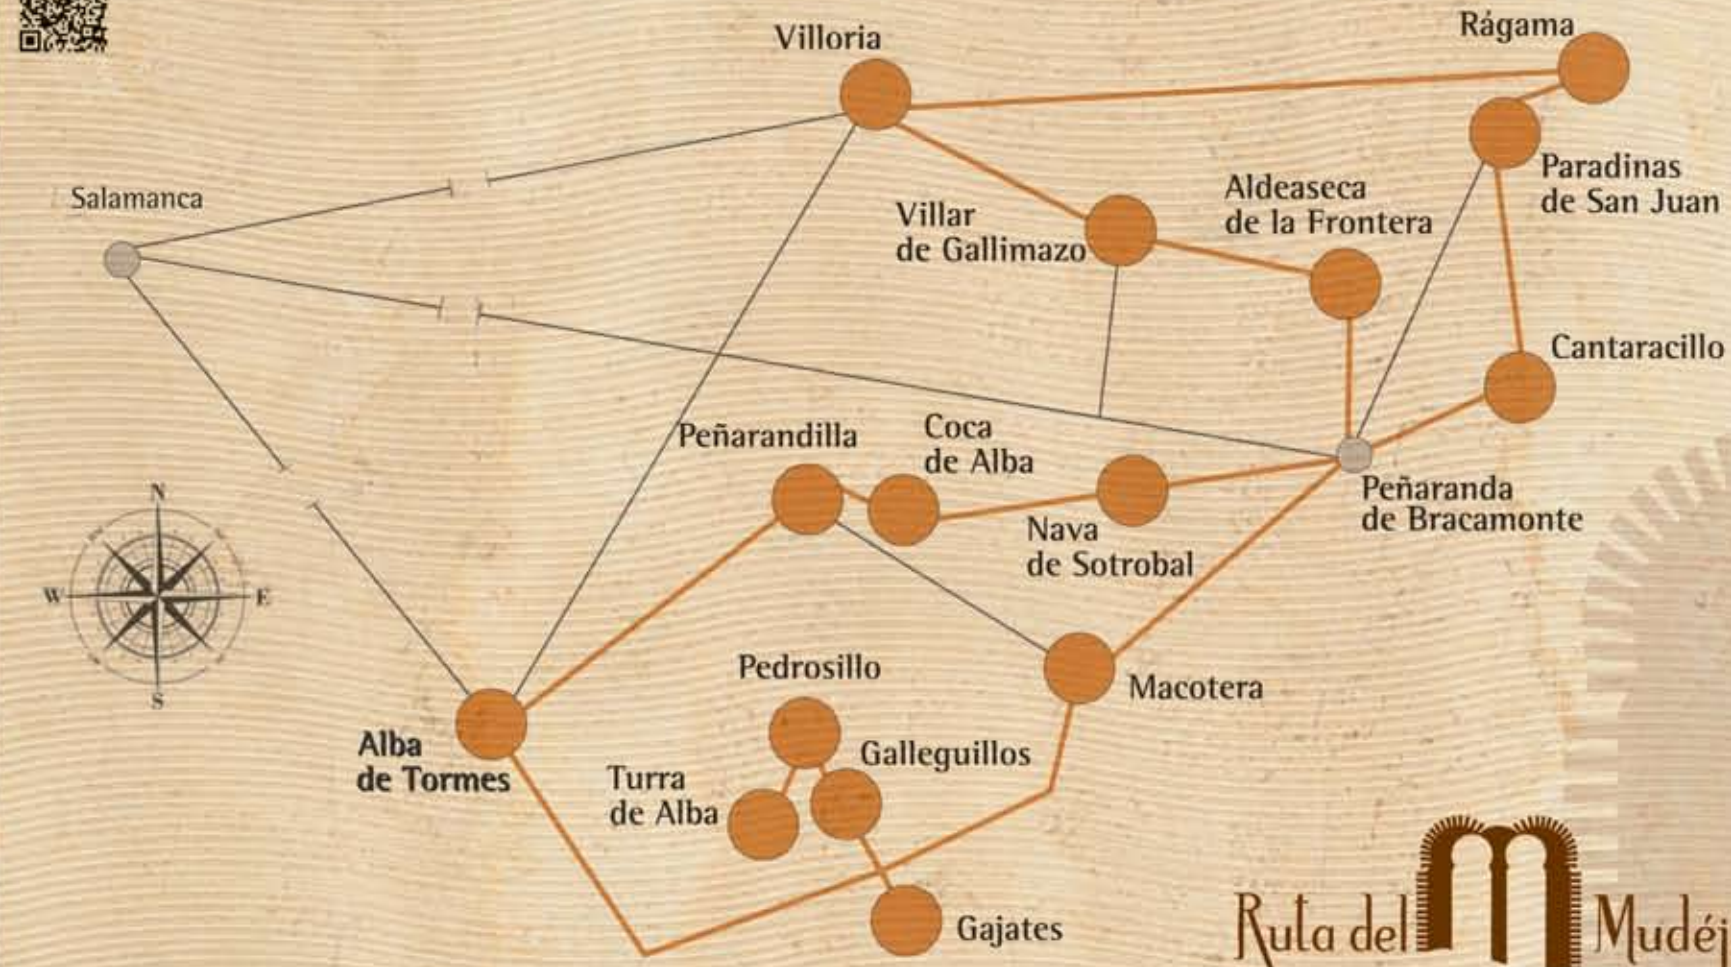 Villoria
Rágama
Salamanca
Paradinas
de San Juan
Aldeaseca
de la Frontera
Villar
de Gallimazo
Cantaracillo
Peñarandilla
Coca
de Alba
Peñaranda
de Bracamonte
Nava
de Sotrobal
N
W
E
S
Pedrosillo
Macotera
Alba
de Tormes
Galleguillos
Turra
de Alba
Gajates
Ruta del Mudéj